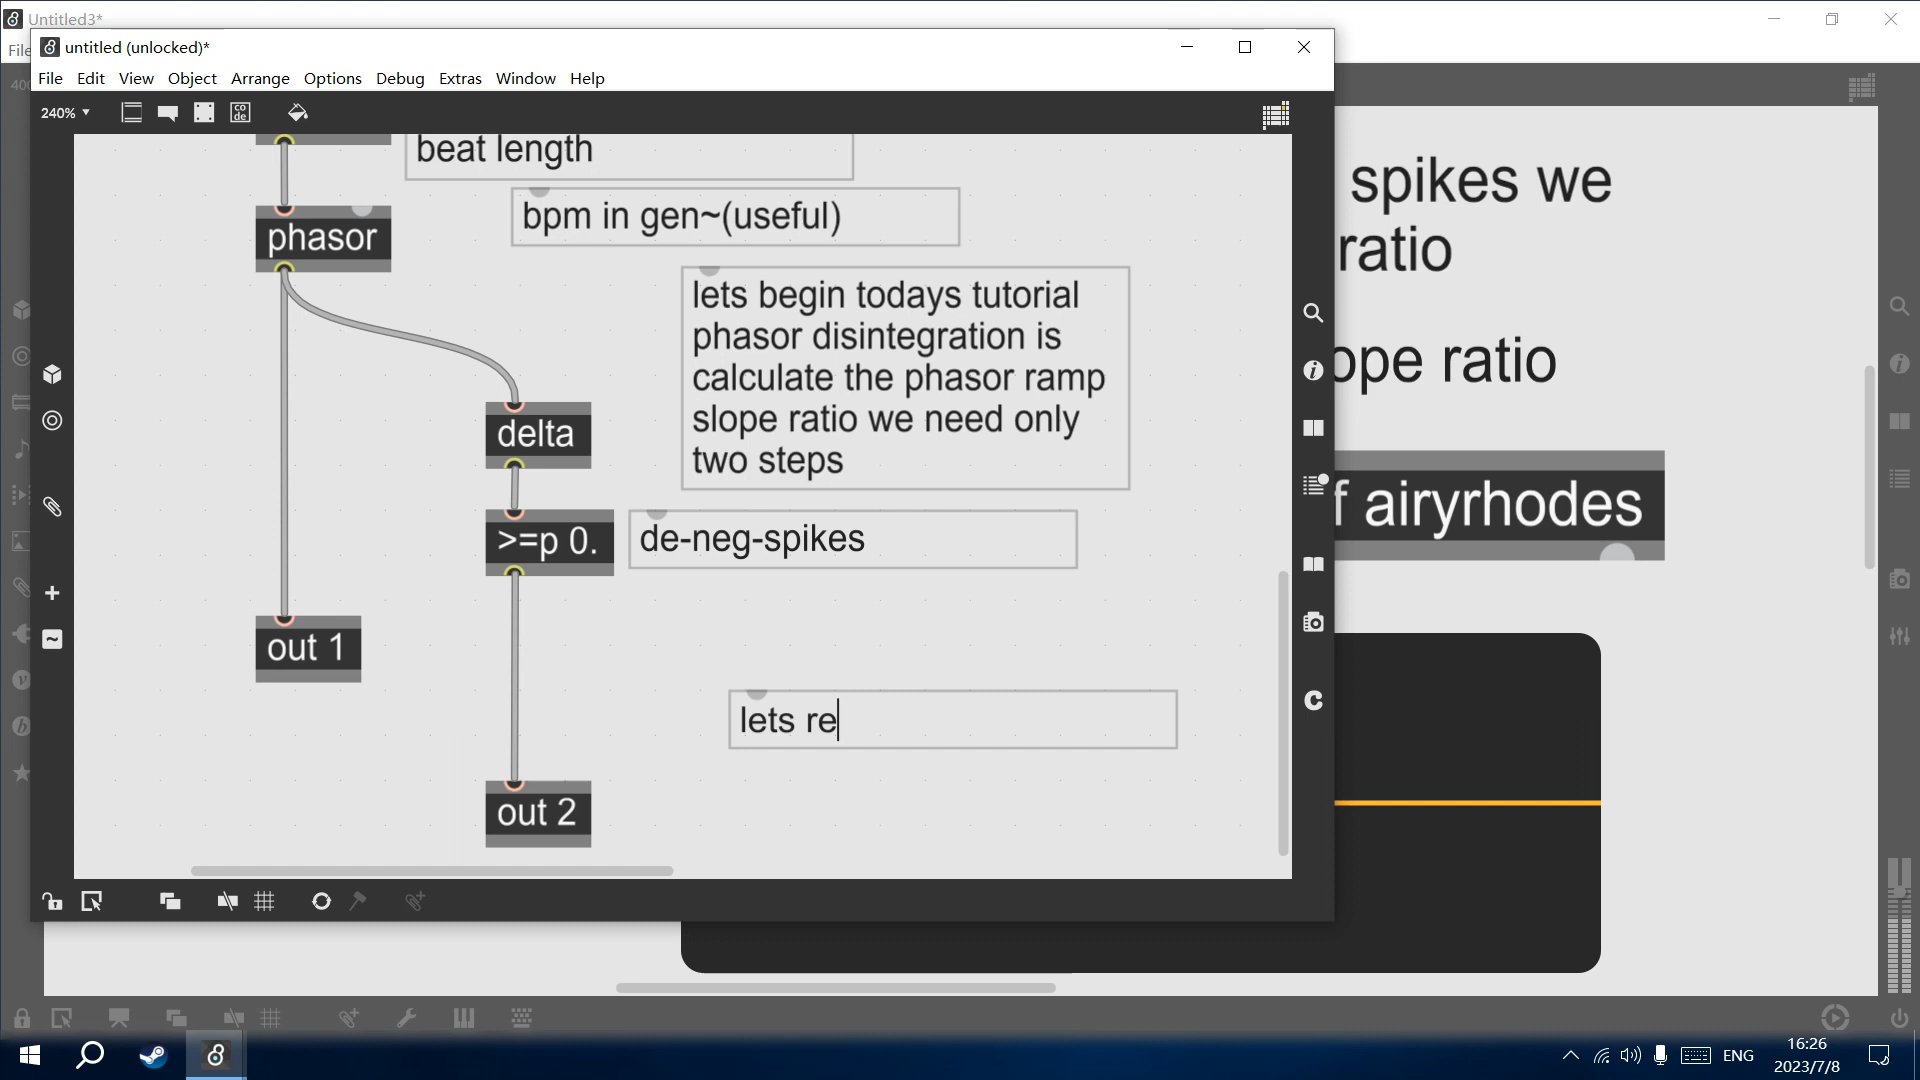 Untitled3*
File
untitled (unlocked)*
File Edit View Object Arrange Options Debug Extras Window Help
240%
co
de
beat length
phasor
bpm in gen~(useful)
lets begin todays tutorial
phasor disintegration is
calculate the phasor ramp
slope ratio we need only
two steps
delta
>=p 0.
de-neg-spikes
out 1
lets re
out 2
spikes we
ratio
ope ratio
f airyrhodes
16:26
ENG
2023/7/8